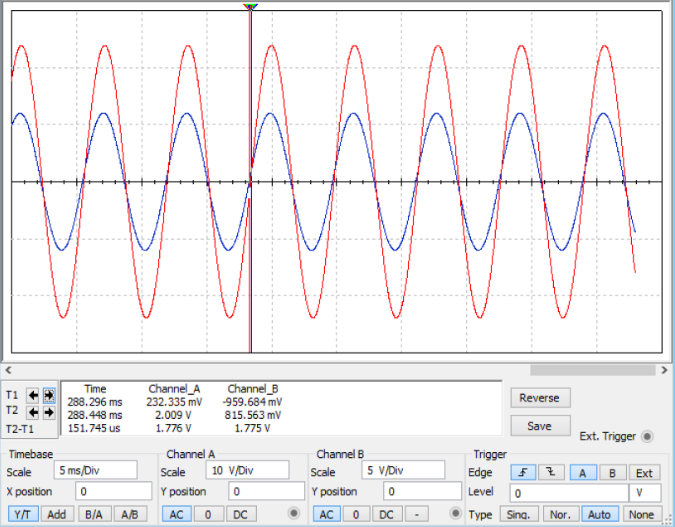 Time Channel_A Channel_B
T1 288.296 ms 232.335 mV -959.684 mV
T2 288.448 ms 2.009 V 815.563 mV
T2-T1 151.745 us 1.776 V 1.775 V
Reverse
Save
Ext. Trigger
Timebase
Scale 5 ms/Div
X position 0
Y/T Add B/A A/B
Channel A
Scale 10 V/Div
Y position 0
AC 0 DC
Channel B
Scale 5 V/Div
Y position 0
AC 0 DC -
Trigger
Edge A B Ext
Level 0 V
Type Sing. Nor. Auto None